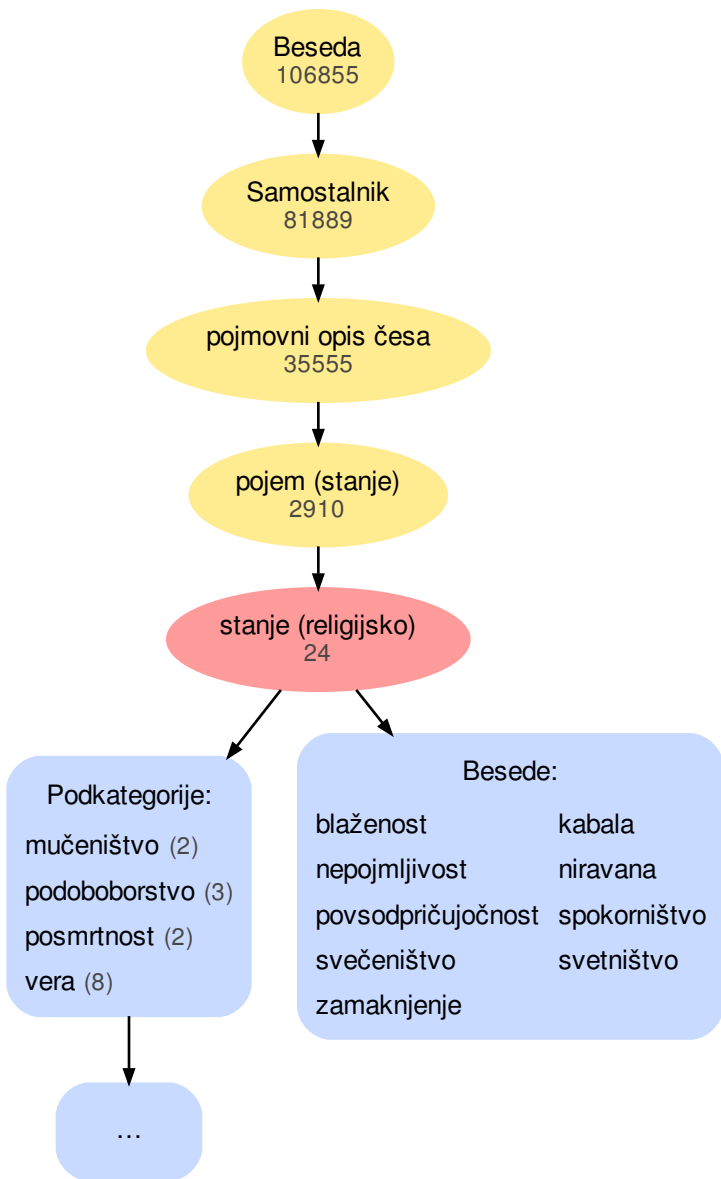 Beseda
106855
Samostalnik
81889
pojmovni opis česa
35555
pojem (stanje)
2910
stanje (religijsko)
24
Podkategorije:
mučeništvo (2)
podoboborstvo (3)
posmrtnost (2)
vera (8)
...
Besede:
blaženost kabala
nepojmljivost niravana
povsodpričujočnost spokorništvo
svečeništvo svetništvo
zamaknjenje